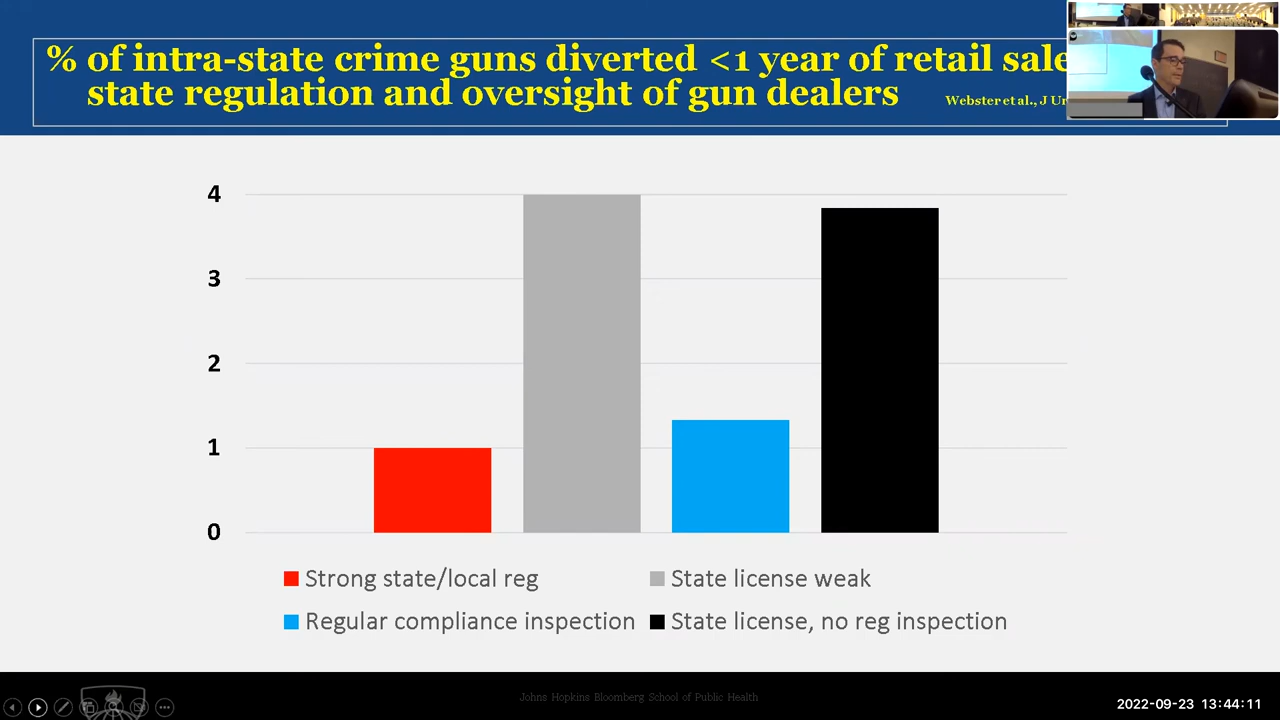 % of intra-state crime guns diverted <1 year of retail sale
state regulation and oversight of gun dealers
Webster et al., J
4
3
2
1
0
Strong state/local reg
State license weak
Regular compliance inspection
State license, no reg inspection
Johns Hopkins Bloomberg School of Public Health
2022-09-23 13:44:11